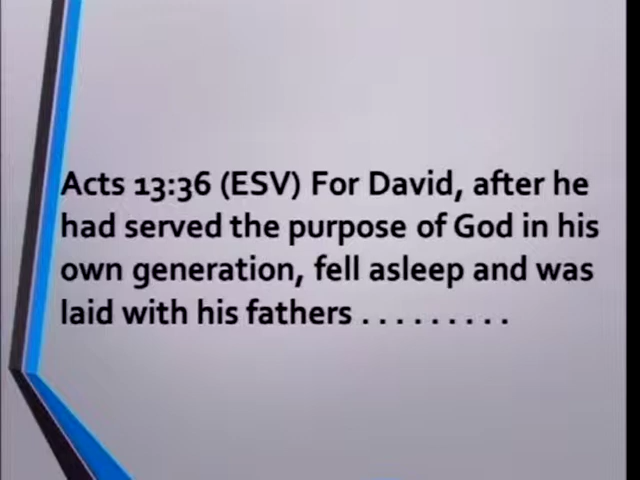 Acts 13:36 (ESV) For David, after he
had served the purpose of God in his
own generation, fell asleep and was
laid with his fathers . . . . . . . . .